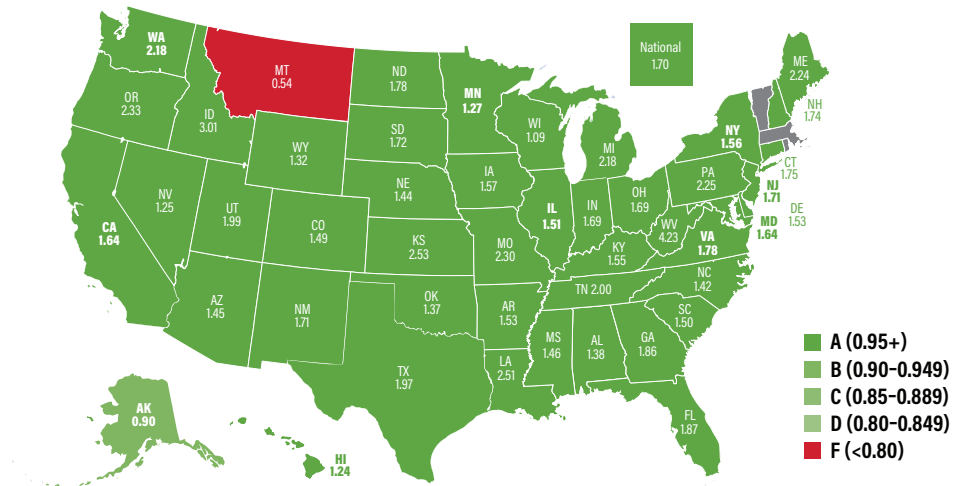 WA
2.18
MT
0.54
ND
1.78
MN
1.27
National
1.70
ME
2.24
NH
1.74
OR
2.33
ID
3.01
SD
1.72
WI
1.09
MI
2.18
NY
1.56
WY
1.32
CT
1.75
IA
1.57
PA
2.25
NJ
1.71
NE
1.44
NV
1.25
UT
1.99
CO
1.49
IL
1.51
IN
1.69
OH
1.69
DE
1.53
MD
1.64
CA
1.64
KS
2.53
MO
2.30
WV
4.23
VA
1.78
KY
1.55
NC
1.42
TN 2.00
AZ
1.45
NM
1.71
OK
1.37
AR
1.53
SC
1.50
MS
1.46
AL
1.38
GA
1.86
TX
1.97
LA
2.51
FL
1.87
AK
0.90
HI
1.24
A (0.95+)
B (0.90–0.949)
C (0.85–0.889)
D (0.80–0.849)
F (<0.80)